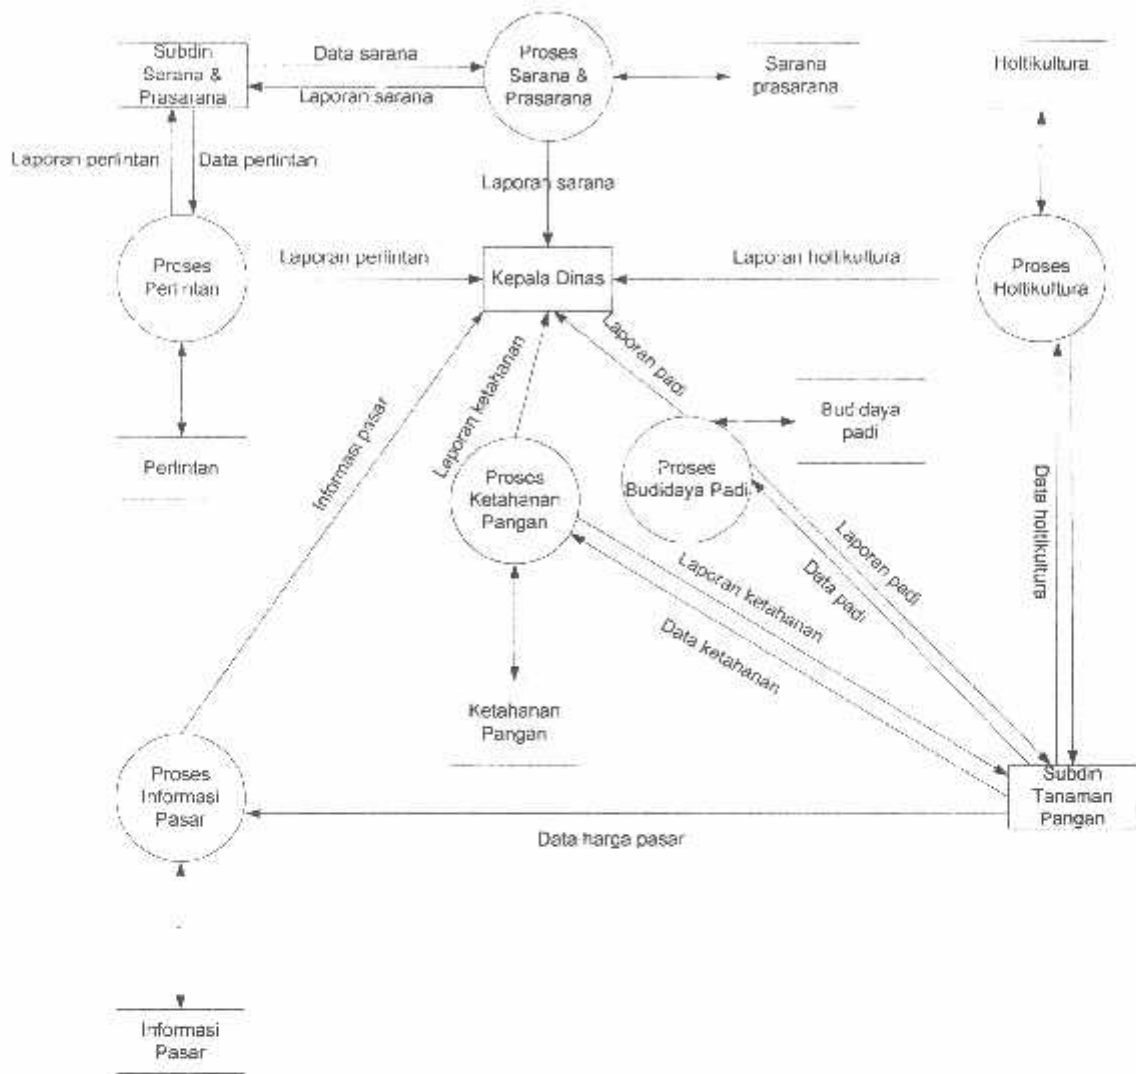 Subdin
Sarana &
Prasarana
Data sarana
Laporan sarana
Proses
Sarana &
Prasarana
Sarana
prasarana
Holtikultura
Laporan perlintan
Data perlintan
Laporan sarana
Proses
Perlintan
Laporan perlintan
Kepala Dinas
Laporan holtikultura
Proses
Holtikultura
Laporan padi
Laporan ketahanan
Informasi pasar
Budidaya
padi
Perlintan
Proses
Ketahanan
Pangan
Proses
Budidaya Padi
Data holtikultura
Laporan padi
Data padi
Laporan ketahanan
Data ketahanan
Ketahanan
Pangan
Proses
Informasi
Pasar
Subdin
Tanaman
Pangan
Data harga pasar
Informasi
Pasar